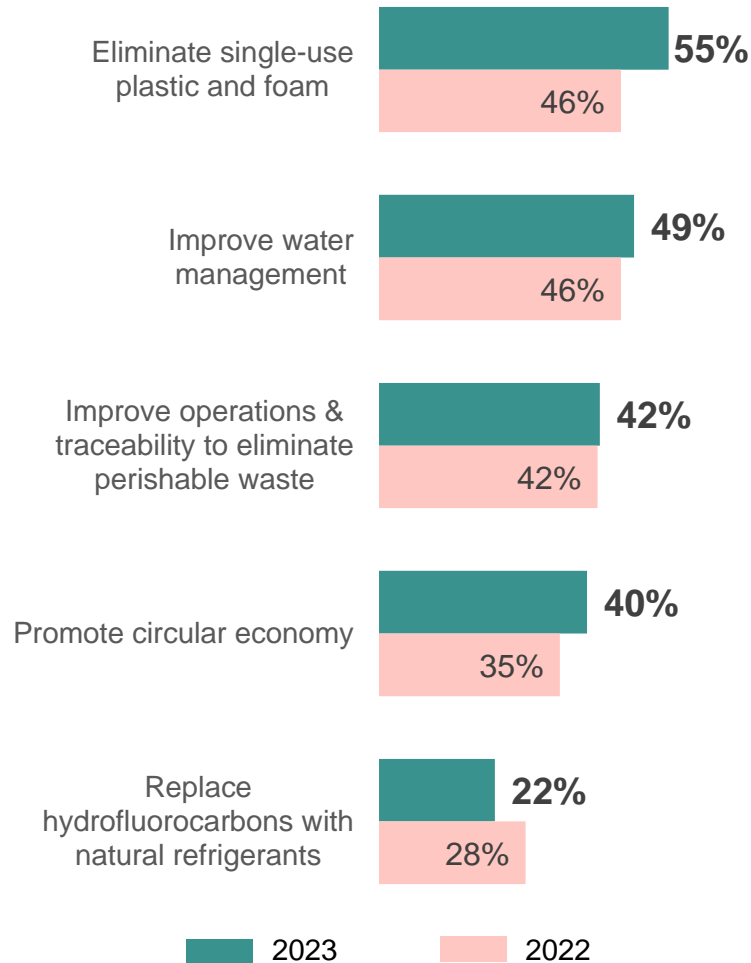 Eliminate single-use
plastic and foam
55%
46%
Improve water
management
49%
46%
Improve operations &
traceability to eliminate
perishable waste
42%
42%
Promote circular economy
40%
35%
Replace
hydrofluorocarbons with
natural refrigerants
22%
28%
2023
2022